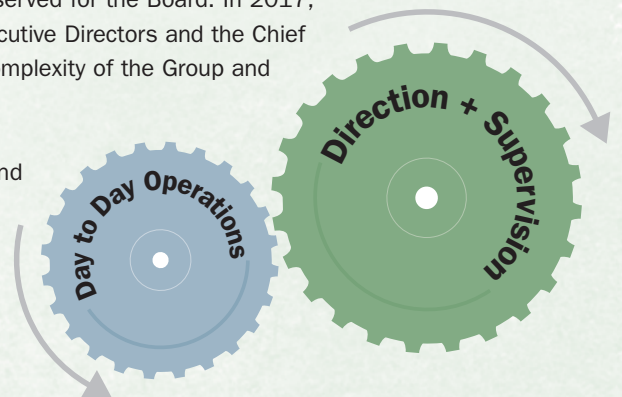 served for the Board. In 2017,
cutive Directors and the Chief
omplexity of the Group and
nd
Direction + Supervision
Day to Day Operations